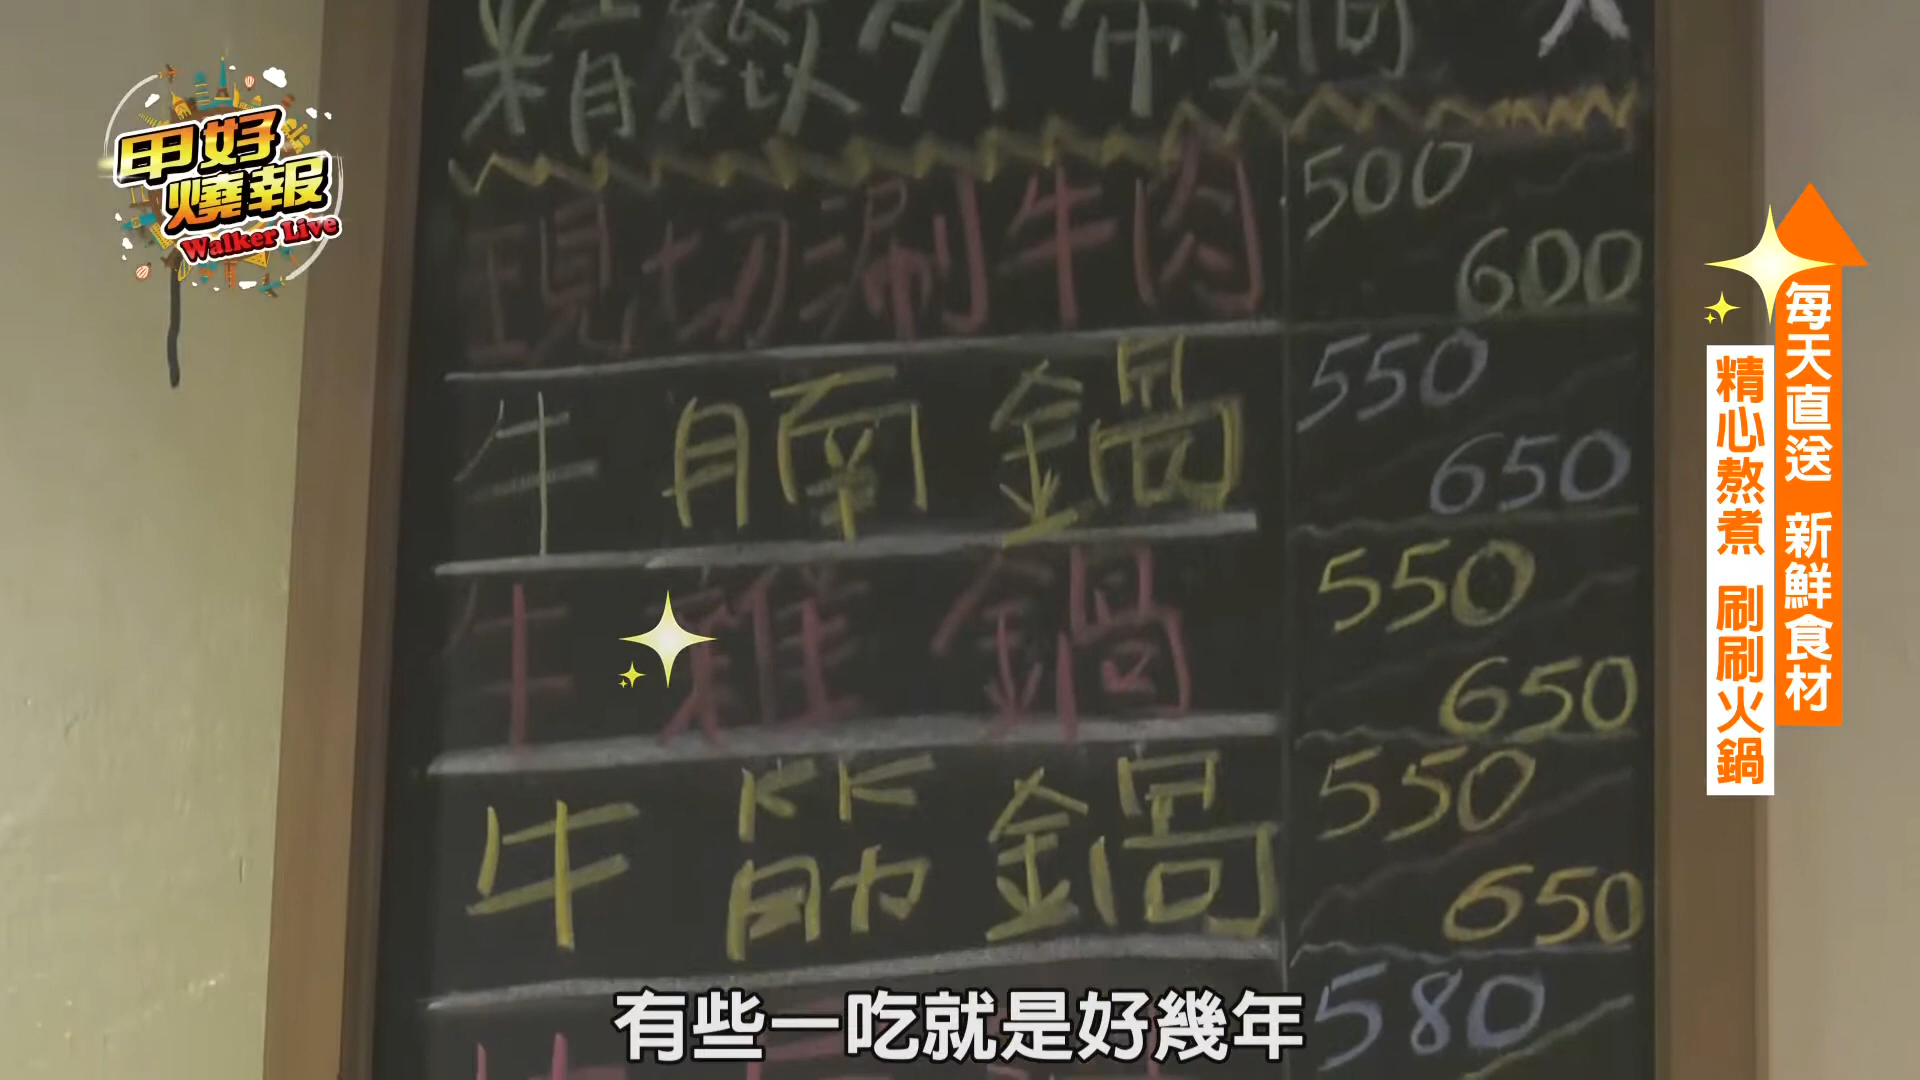 甲好
燒報
Walker Live
精緻外帶鍋
現切涮牛肉 500 600
牛腩鍋 550 650
牛雜鍋 550 650
牛筋鍋 550 650
580
每天直送 新鮮食材
精心熬煮 刷刷火鍋
有些一吃就是好幾年